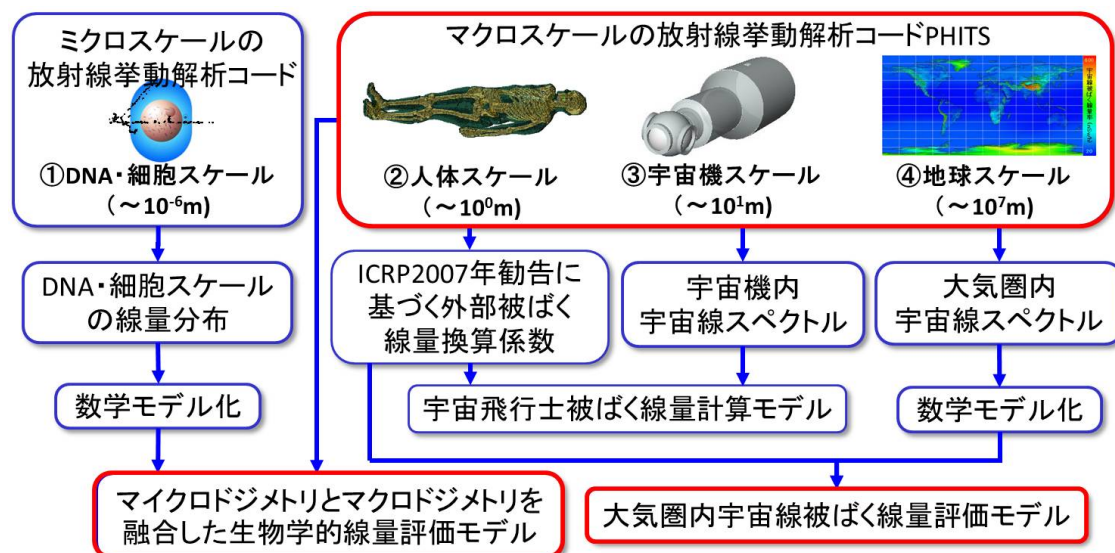 ミクロスケールの
放射線挙動解析コード
①DNA・細胞スケール
(～10⁻⁶m)
マクロスケールの放射線挙動解析コードPHITS
②人体スケール
(～10⁰m)
③宇宙機スケール
(～10¹m)
④地球スケール
(～10⁷m)
DNA・細胞スケール
の線量分布
ICRP2007年勧告に
基づく外部被ばく
線量換算係数
宇宙機内
宇宙線スペクトル
大気圏内
宇宙線スペクトル
数学モデル化
宇宙飛行士被ばく線量計算モデル
数学モデル化
マイクロドジメトリとマクロドジメトリを
融合した生物学的線量評価モデル
大気圏内宇宙線被ばく線量評価モデル